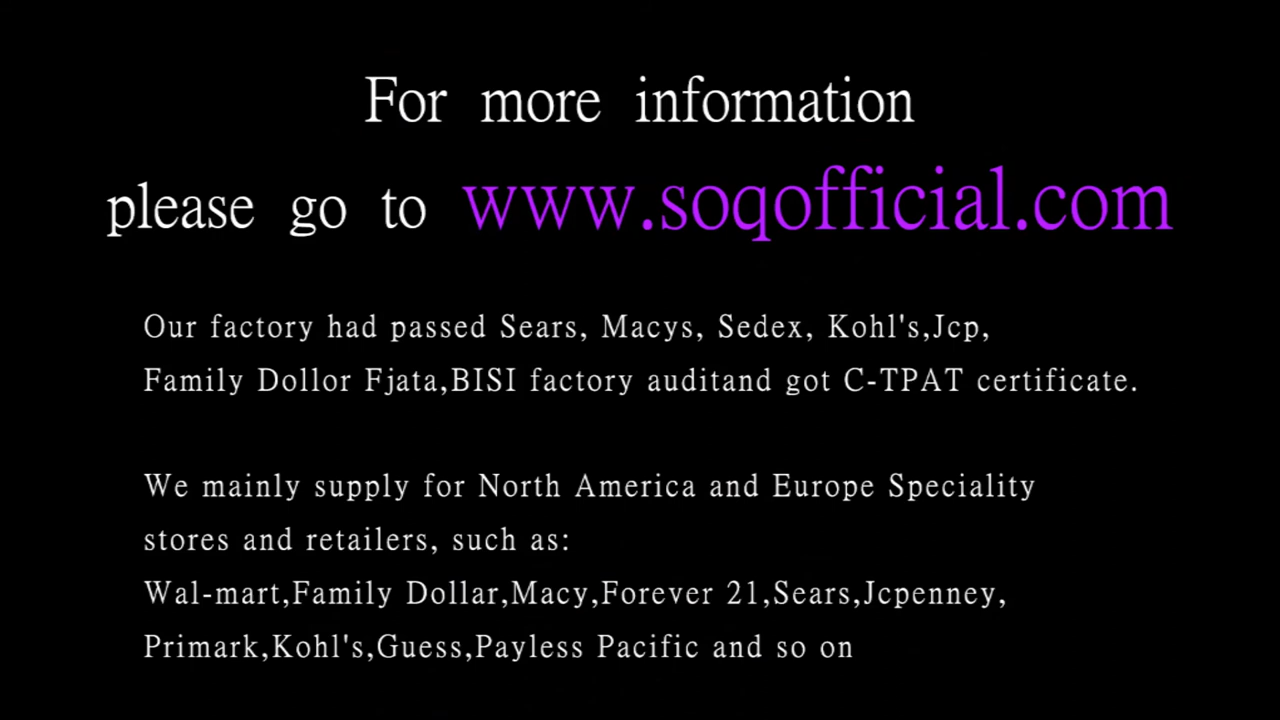 For more information
please go to www.soqofficial.com
Our factory had passed Sears, Macys, Sedex, Kohl's,Jcp,
Family Dollor Fjata,BISI factory auditand got C-TPAT certificate.
We mainly supply for North America and Europe Speciality
stores and retailers, such as:
Wal-mart,Family Dollar,Macy,Forever 21,Sears,Jcpenney,
Primark,Kohl's,Guess,Payless Pacific and so on